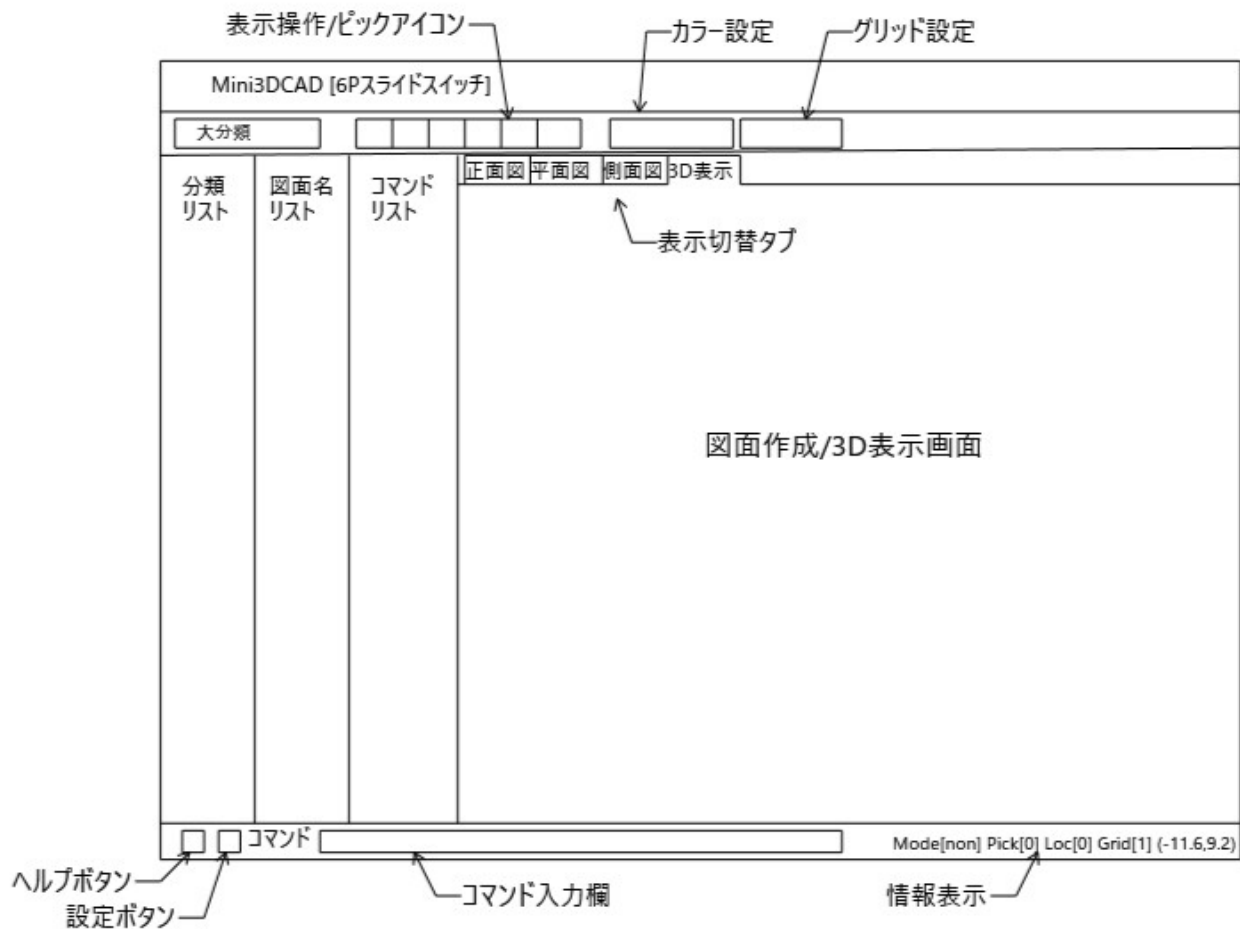 表示操作/ピックアイコン
カラー設定
グリッド設定
Mini3DCAD [6Pスライドスイッチ]
大分類
正面図
平面図
側面図
3D表示
分類
リスト
図面名
リスト
コマンド
リスト
表示切替タブ
図面作成/3D表示画面
コマンド
Mode[non] Pick[0] Loc[0] Grid[1] (-11.6,9.2)
ヘルプボタン
設定ボタン
コマンド入力欄
情報表示